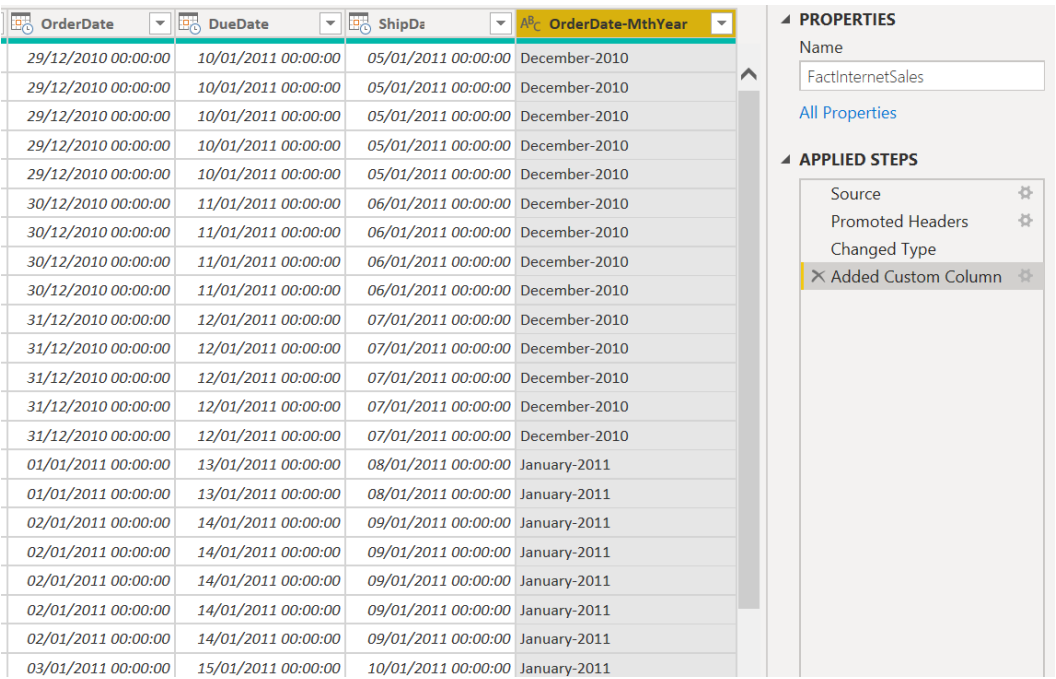 OrderDate DueDate ShipDa ABC OrderDate-MthYear
29/12/2010 00:00:00 10/01/2011 00:00:00 05/01/2011 00:00:00 December-2010
29/12/2010 00:00:00 10/01/2011 00:00:00 05/01/2011 00:00:00 December-2010
29/12/2010 00:00:00 10/01/2011 00:00:00 05/01/2011 00:00:00 December-2010
29/12/2010 00:00:00 10/01/2011 00:00:00 05/01/2011 00:00:00 December-2010
29/12/2010 00:00:00 10/01/2011 00:00:00 05/01/2011 00:00:00 December-2010
30/12/2010 00:00:00 11/01/2011 00:00:00 06/01/2011 00:00:00 December-2010
30/12/2010 00:00:00 11/01/2011 00:00:00 06/01/2011 00:00:00 December-2010
30/12/2010 00:00:00 11/01/2011 00:00:00 06/01/2011 00:00:00 December-2010
30/12/2010 00:00:00 11/01/2011 00:00:00 06/01/2011 00:00:00 December-2010
31/12/2010 00:00:00 12/01/2011 00:00:00 07/01/2011 00:00:00 December-2010
31/12/2010 00:00:00 12/01/2011 00:00:00 07/01/2011 00:00:00 December-2010
31/12/2010 00:00:00 12/01/2011 00:00:00 07/01/2011 00:00:00 December-2010
31/12/2010 00:00:00 12/01/2011 00:00:00 07/01/2011 00:00:00 December-2010
31/12/2010 00:00:00 12/01/2011 00:00:00 07/01/2011 00:00:00 December-2010
01/01/2011 00:00:00 13/01/2011 00:00:00 08/01/2011 00:00:00 January-2011
01/01/2011 00:00:00 13/01/2011 00:00:00 08/01/2011 00:00:00 January-2011
02/01/2011 00:00:00 14/01/2011 00:00:00 09/01/2011 00:00:00 January-2011
02/01/2011 00:00:00 14/01/2011 00:00:00 09/01/2011 00:00:00 January-2011
02/01/2011 00:00:00 14/01/2011 00:00:00 09/01/2011 00:00:00 January-2011
02/01/2011 00:00:00 14/01/2011 00:00:00 09/01/2011 00:00:00 January-2011
02/01/2011 00:00:00 14/01/2011 00:00:00 09/01/2011 00:00:00 January-2011
03/01/2011 00:00:00 15/01/2011 00:00:00 10/01/2011 00:00:00 January-2011
PROPERTIES
Name
FactInternetSales
All Properties
APPLIED STEPS
Source
Promoted Headers
Changed Type
Added Custom Column